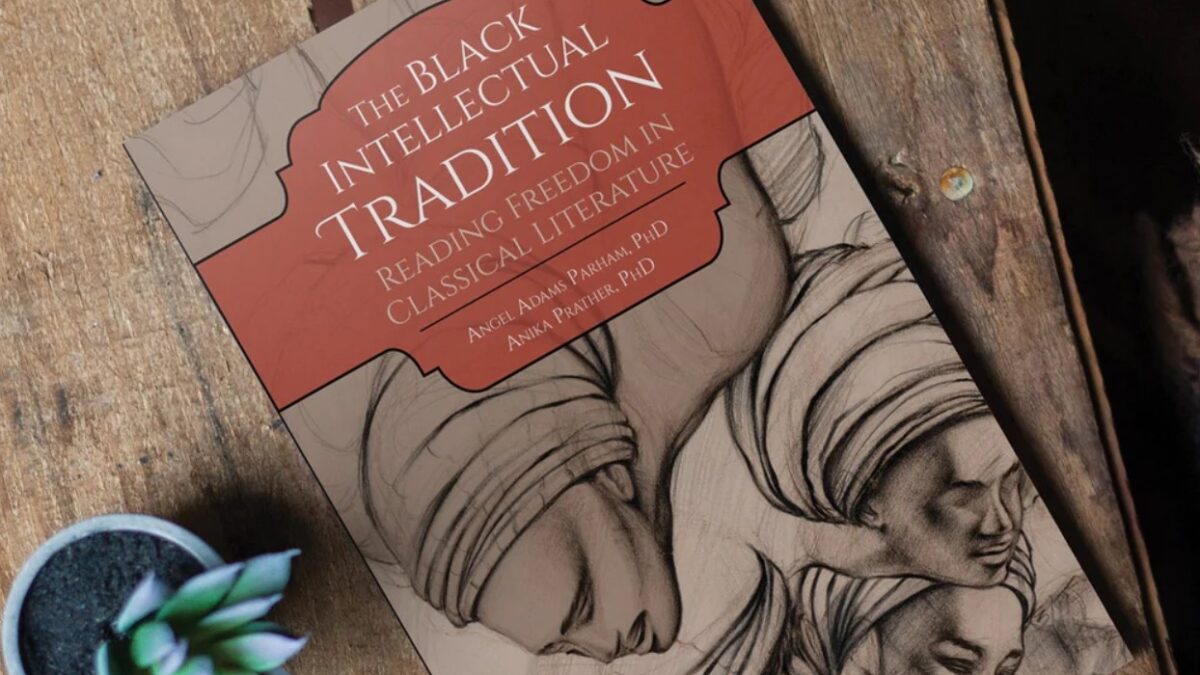 The Black
Intellectual
Tradition
Reading Freedom in
Classical Literature
Angel Adams Parham, PhD
Anika Prather, PhD